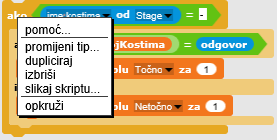 ako ime kostima od Stage = -
pomoć...
promijeni tip...
dupliciraj
izbriši
slikaj skriptu...
opkruži
ojKostima = odgovor
olu Točno za 1
olu Netočno za 1